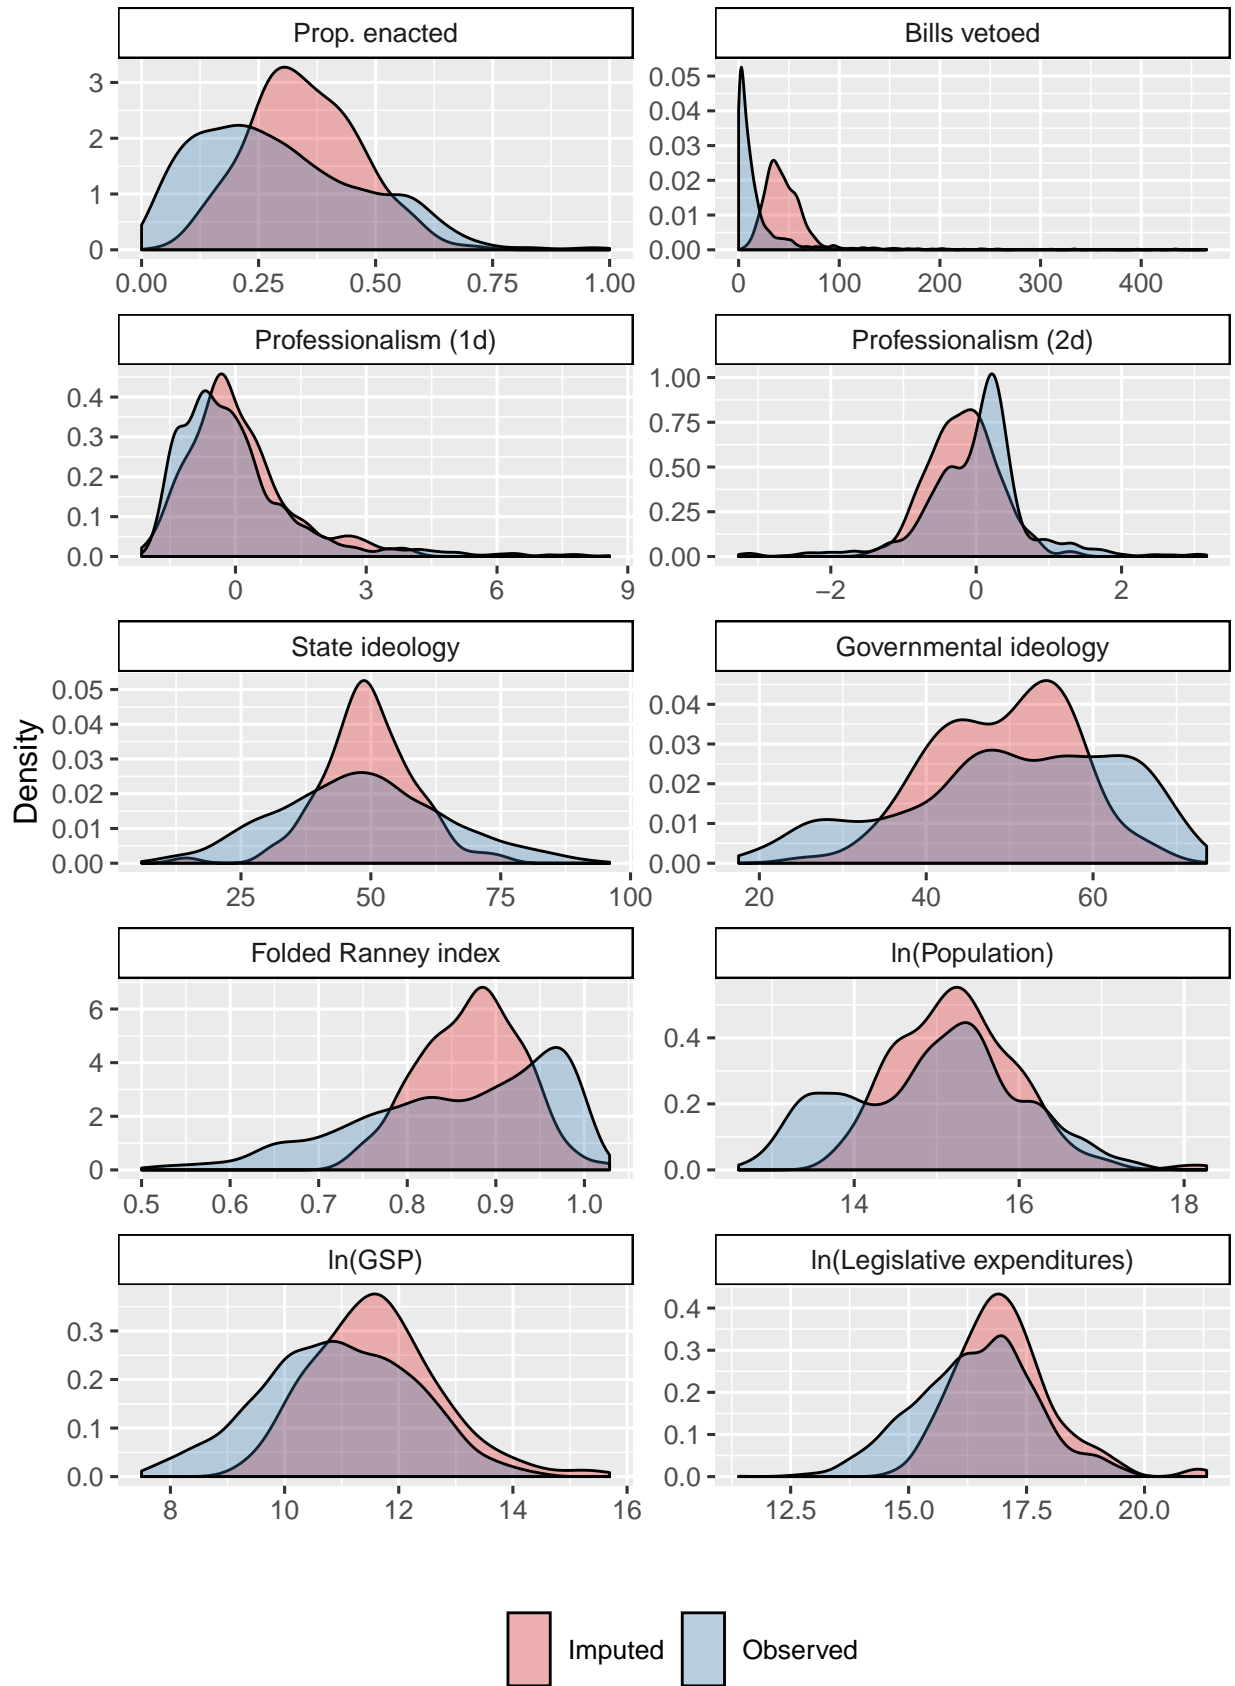 Prop. enacted
Bills vetoed
3
2
1
0
0.00 0.25 0.50 0.75 1.00
0.05
0.04
0.03
0.02
0.01
0.00
0 100 200 300 400
Professionalism (1d)
Professionalism (2d)
0.4
0.3
0.2
0.1
0.0
0 3 6 9
1.00
0.75
0.50
0.25
0.00
−2 0 2
State ideology
Governmental ideology
Density
0.05
0.04
0.03
0.02
0.01
0.00
25 50 75 100
0.04
0.03
0.02
0.01
0.00
20 40 60
Folded Ranney index
ln(Population)
6
4
2
0
0.5 0.6 0.7 0.8 0.9 1.0
0.4
0.2
0.0
14 16 18
ln(GSP)
ln(Legislative expenditures)
0.3
0.2
0.1
0.0
8 10 12 14 16
0.4
0.3
0.2
0.1
0.0
12.5 15.0 17.5 20.0
Imputed Observed